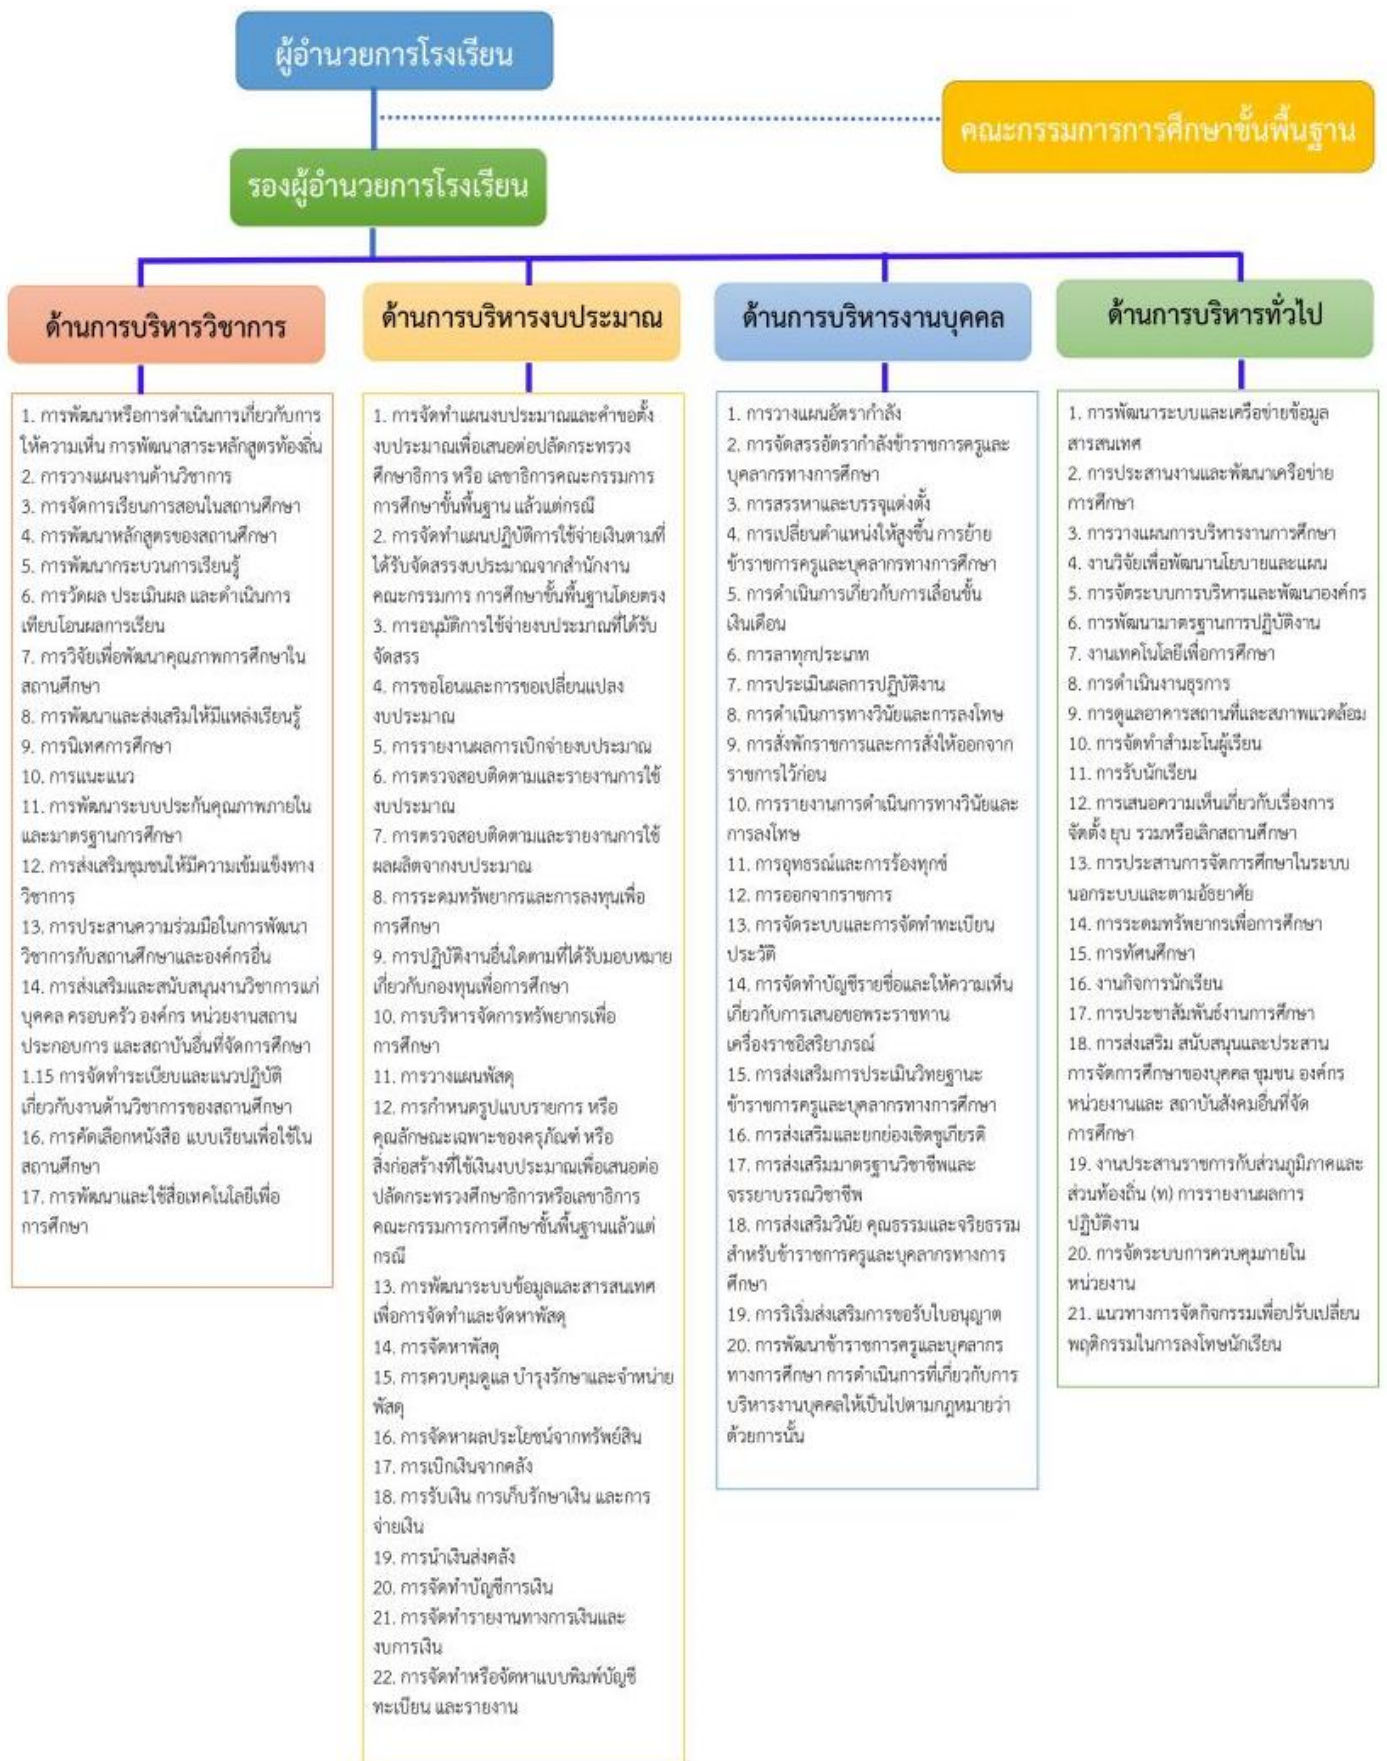 ผู้อำนวยการโรงเรียน
คณะกรรมการการศึกษาขั้นพื้นฐาน
รองผู้อำนวยการโรงเรียน
ด้านการบริหารวิชาการ
1. การพัฒนาหรือการดำเนินการเกี่ยวกับการ
ให้ความเห็น การพัฒนาสาระหลักสูตรท้องถิ่น
2. การวางแผนงานด้านวิชาการ
3. การจัดการเรียนการสอนในสถานศึกษา
4. การพัฒนาหลักสูตรของสถานศึกษา
5. การพัฒนากระบวนการเรียนรู้
6. การวัดผล ประเมินผล และดำเนินการ
เทียบโอนผลการเรียน
7. การวิจัยเพื่อพัฒนาคุณภาพการศึกษาใน
สถานศึกษา
8. การพัฒนาและส่งเสริมให้มีแหล่งเรียนรู้
9. การนิเทศการศึกษา
10. การแนะแนว
11. การพัฒนาระบบประกันคุณภาพภายใน
และมาตรฐานการศึกษา
12. การส่งเสริมชุมชนให้มีความเข้มแข็งทาง
วิชาการ
13. การประสานความร่วมมือในการพัฒนา
วิชาการกับสถานศึกษาและองค์กรอื่น
14. การส่งเสริมและสนับสนุนงานวิชาการแก่
บุคคล ครอบครัว องค์กร หน่วยงานสถาน
ประกอบการ และสถาบันอื่นที่จัดการศึกษา
1.15 การจัดทำระเบียบและแนวปฏิบัติ
เกี่ยวกับงานด้านวิชาการของสถานศึกษา
16. การคัดเลือกหนังสือ แบบเรียนเพื่อใช้ใน
สถานศึกษา
17. การพัฒนาและใช้สื่อเทคโนโลยีเพื่อ
การศึกษา
ด้านการบริหารงบประมาณ
1. การจัดทำแผนงบประมาณและคำขอตั้ง
งบประมาณเพื่อเสนอต่อปลัดกระทรวง
ศึกษาธิการ หรือ เลขาธิการคณะกรรมการ
การศึกษาขั้นพื้นฐาน แล้วแต่กรณี
2. การจัดทำแผนปฏิบัติการใช้จ่ายเงินตามที่
ได้รับจัดสรรงบประมาณจากสำนักงาน
คณะกรรมการ การศึกษาขั้นพื้นฐานโดยตรง
3. การอนุมัติการใช้จ่ายงบประมาณที่ได้รับ
จัดสรร
4. การขอโอนและการขอเปลี่ยนแปลง
งบประมาณ
5. การรายงานผลการเบิกจ่ายงบประมาณ
6. การตรวจสอบติดตามและรายงานการใช้
งบประมาณ
7. การตรวจสอบติดตามและรายงานการใช้
ผลผลิตจากงบประมาณ
8. การระดมทรัพยากรและการลงทุนเพื่อ
การศึกษา
9. การปฏิบัติงานอื่นใดตามที่ได้รับมอบหมาย
เกี่ยวกับกองทุนเพื่อการศึกษา
10. การบริหารจัดการทรัพยากรเพื่อ
การศึกษา
11. การวางแผนพัสดุ
12. การกำหนดรูปแบบรายการ หรือ
คุณลักษณะเฉพาะของครุภัณฑ์ หรือ
สิ่งก่อสร้างที่ใช้เงินงบประมาณเพื่อเสนอต่อ
ปลัดกระทรวงศึกษาธิการหรือเลขาธิการ
คณะกรรมการการศึกษาขั้นพื้นฐานแล้วแต่
กรณี
13. การพัฒนาระบบข้อมูลและสารสนเทศ
เพื่อการจัดทำและจัดหาพัสดุ
14. การจัดหาพัสดุ
15. การควบคุมดูแล บำรุงรักษาและจำหน่าย
พัสดุ
16. การจัดหาผลประโยชน์จากทรัพย์สิน
17. การเบิกเงินจากคลัง
18. การรับเงิน การเก็บรักษาเงิน และการ
จ่ายเงิน
19. การนำเงินส่งคลัง
20. การจัดทำบัญชีการเงิน
21. การจัดทำรายงานทางการเงินและ
งบการเงิน
22. การจัดทำหรือจัดหาแบบพิมพ์บัญชี
ทะเบียน และรายงาน
ด้านการบริหารงานบุคคล
1. การวางแผนอัตรากำลัง
2. การจัดสรรอัตรากำลังข้าราชการครูและ
บุคลากรทางการศึกษา
3. การสรรหาและบรรจุแต่งตั้ง
4. การเปลี่ยนตำแหน่งให้สูงขึ้น การย้าย
ข้าราชการครูและบุคลากรทางการศึกษา
5. การดำเนินการเกี่ยวกับการเลื่อนขั้น
เงินเดือน
6. การลาทุกประเภท
7. การประเมินผลการปฏิบัติงาน
8. การดำเนินการทางวินัยและการลงโทษ
9. การสั่งพักราชการและการสั่งให้ออกจาก
ราชการไว้ก่อน
10. การรายงานการดำเนินการทางวินัยและ
การลงโทษ
11. การอุทธรณ์และการร้องทุกข์
12. การออกจากราชการ
13. การจัดระบบและการจัดทำทะเบียน
ประวัติ
14. การจัดทำบัญชีรายชื่อและให้ความเห็น
เกี่ยวกับการเสนอขอพระราชทาน
เครื่องราชอิสริยาภรณ์
15. การส่งเสริมการประเมินวิทยฐานะ
ข้าราชการครูและบุคลากรทางการศึกษา
16. การส่งเสริมและยกย่องเชิดชูเกียรติ
17. การส่งเสริมมาตรฐานวิชาชีพและ
จรรยาบรรณวิชาชีพ
18. การส่งเสริมวินัย คุณธรรมและจริยธรรม
สำหรับข้าราชการครูและบุคลากรทางการ
ศึกษา
19. การริเริ่มส่งเสริมการขอรับใบอนุญาต
20. การพัฒนาข้าราชการครูและบุคลากร
ทางการศึกษา การดำเนินการที่เกี่ยวกับการ
บริหารงานบุคคลให้เป็นไปตามกฎหมายว่า
ด้วยการนั้น
ด้านการบริหารทั่วไป
1. การพัฒนาระบบและเครือข่ายข้อมูล
สารสนเทศ
2. การประสานงานและพัฒนาเครือข่าย
การศึกษา
3. การวางแผนการบริหารงานการศึกษา
4. งานวิจัยเพื่อพัฒนานโยบายและแผน
5. การจัดระบบการบริหารและพัฒนาองค์กร
6. การพัฒนามาตรฐานการปฏิบัติงาน
7. งานเทคโนโลยีเพื่อการศึกษา
8. การดำเนินงานธุรการ
9. การดูแลอาคารสถานที่และสภาพแวดล้อม
10. การจัดทำสำมะโนผู้เรียน
11. การรับนักเรียน
12. การเสนอความเห็นเกี่ยวกับเรื่องการ
จัดตั้ง ยุบ รวมหรือเลิกสถานศึกษา
13. การประสานการจัดการศึกษาในระบบ
นอกระบบและตามอัธยาศัย
14. การระดมทรัพยากรเพื่อการศึกษา
15. การทัศนศึกษา
16. งานกิจการนักเรียน
17. การประชาสัมพันธ์งานการศึกษา
18. การส่งเสริม สนับสนุนและประสาน
การจัดการศึกษาของบุคคล ชุมชน องค์กร
หน่วยงานและ สถาบันสังคมอื่นที่จัด
การศึกษา
19. งานประสานราชการกับส่วนภูมิภาคและ
ส่วนท้องถิ่น (ท) การรายงานผลการ
ปฏิบัติงาน
20. การจัดระบบการควบคุมภายใน
หน่วยงาน
21. แนวทางการจัดกิจกรรมเพื่อปรับเปลี่ยน
พฤติกรรมในการลงโทษนักเรียน